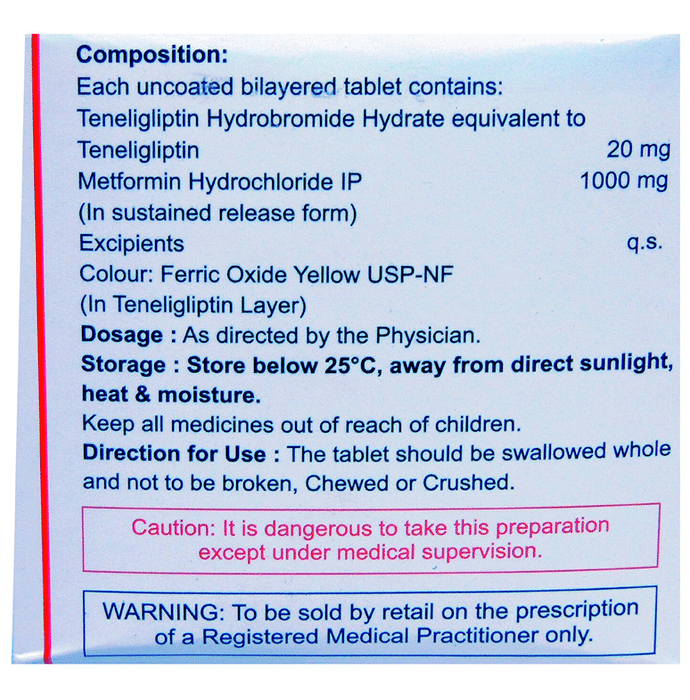 Composition:
Each uncoated bilayered tablet contains:
Teneligliptin Hydrobromide Hydrate equivalent to
Teneligliptin 20 mg
Metformin Hydrochloride IP 1000 mg
(In sustained release form)
Excipients q.s.
Colour: Ferric Oxide Yellow USP-NF
(In Teneligliptin Layer)
Dosage : As directed by the Physician.
Storage : Store below 25°C, away from direct sunlight,
heat & moisture.
Keep all medicines out of reach of children.
Direction for Use : The tablet should be swallowed whole
and not to be broken, Chewed or Crushed.
Caution: It is dangerous to take this preparation
except under medical supervision.
WARNING: To be sold by retail on the prescription
of a Registered Medical Practitioner only.